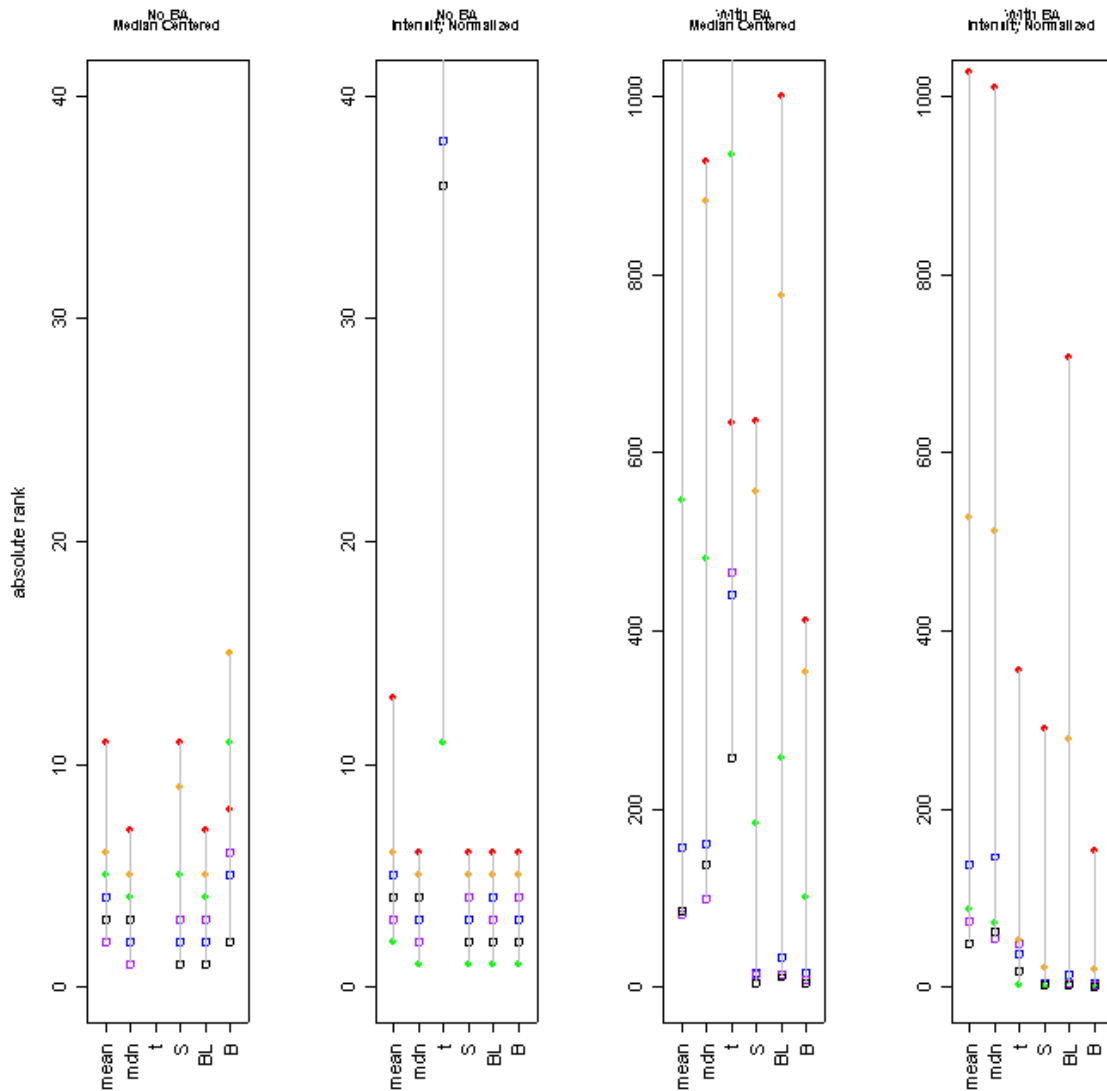 No BA
Median Centered
No BA
Intensity Normalized
With BA
Median Centered
With BA
Intensity Normalized
absolute rank
0
10
20
30
40
mean
mdn
t
S
BL
B
0
10
20
30
40
mean
mdn
t
S
BL
B
0
200
400
600
800
1000
mean
mdn
t
S
BL
B
0
200
400
600
800
1000
mean
mdn
t
S
BL
B